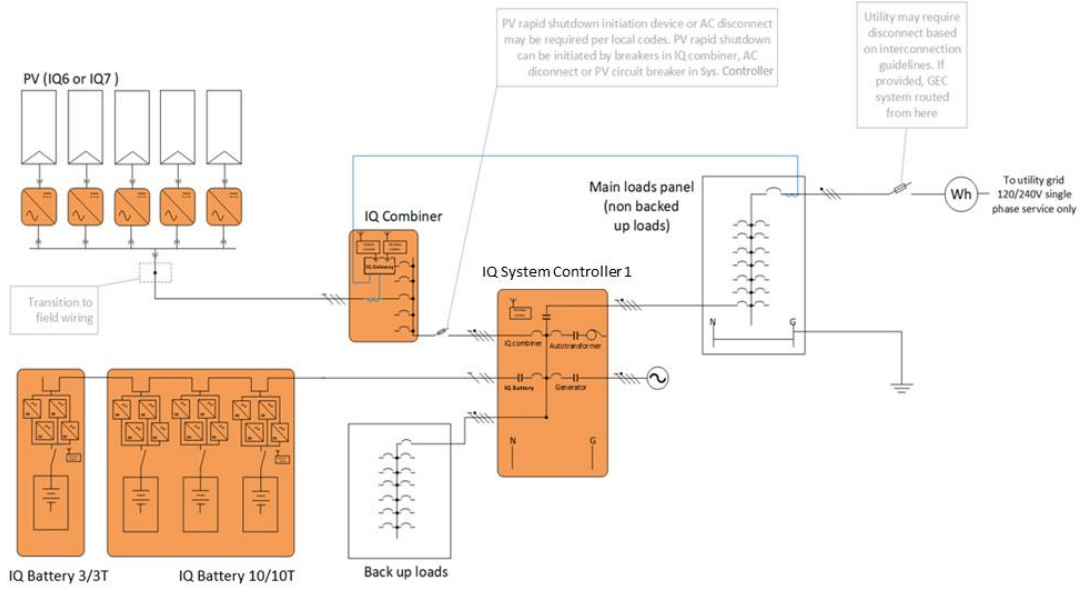 PV rapid shutdown initiation device or AC disconnect
may be required per local codes. PV rapid shutdown
can be initiated by breakers in IQ combiner, AC
diconnect or PV circuit breaker in Sys. Controller
Utility may require
disconnect based
on interconnection
guidelines. If
provided, GEC
system routed
from here
PV (IQ6 or IQ7 )
Main loads panel
(non backed
up loads)
Wh
To utility grid
120/240V single
phase service only
IQ Combiner
IQ Gateway
IQ System Controller 1
Transition to
field wiring
N
G
IQ combiner
Autotransformer
IQ Battery
Generator
N
G
Back up loads
IQ Battery 3/3T
IQ Battery 10/10T